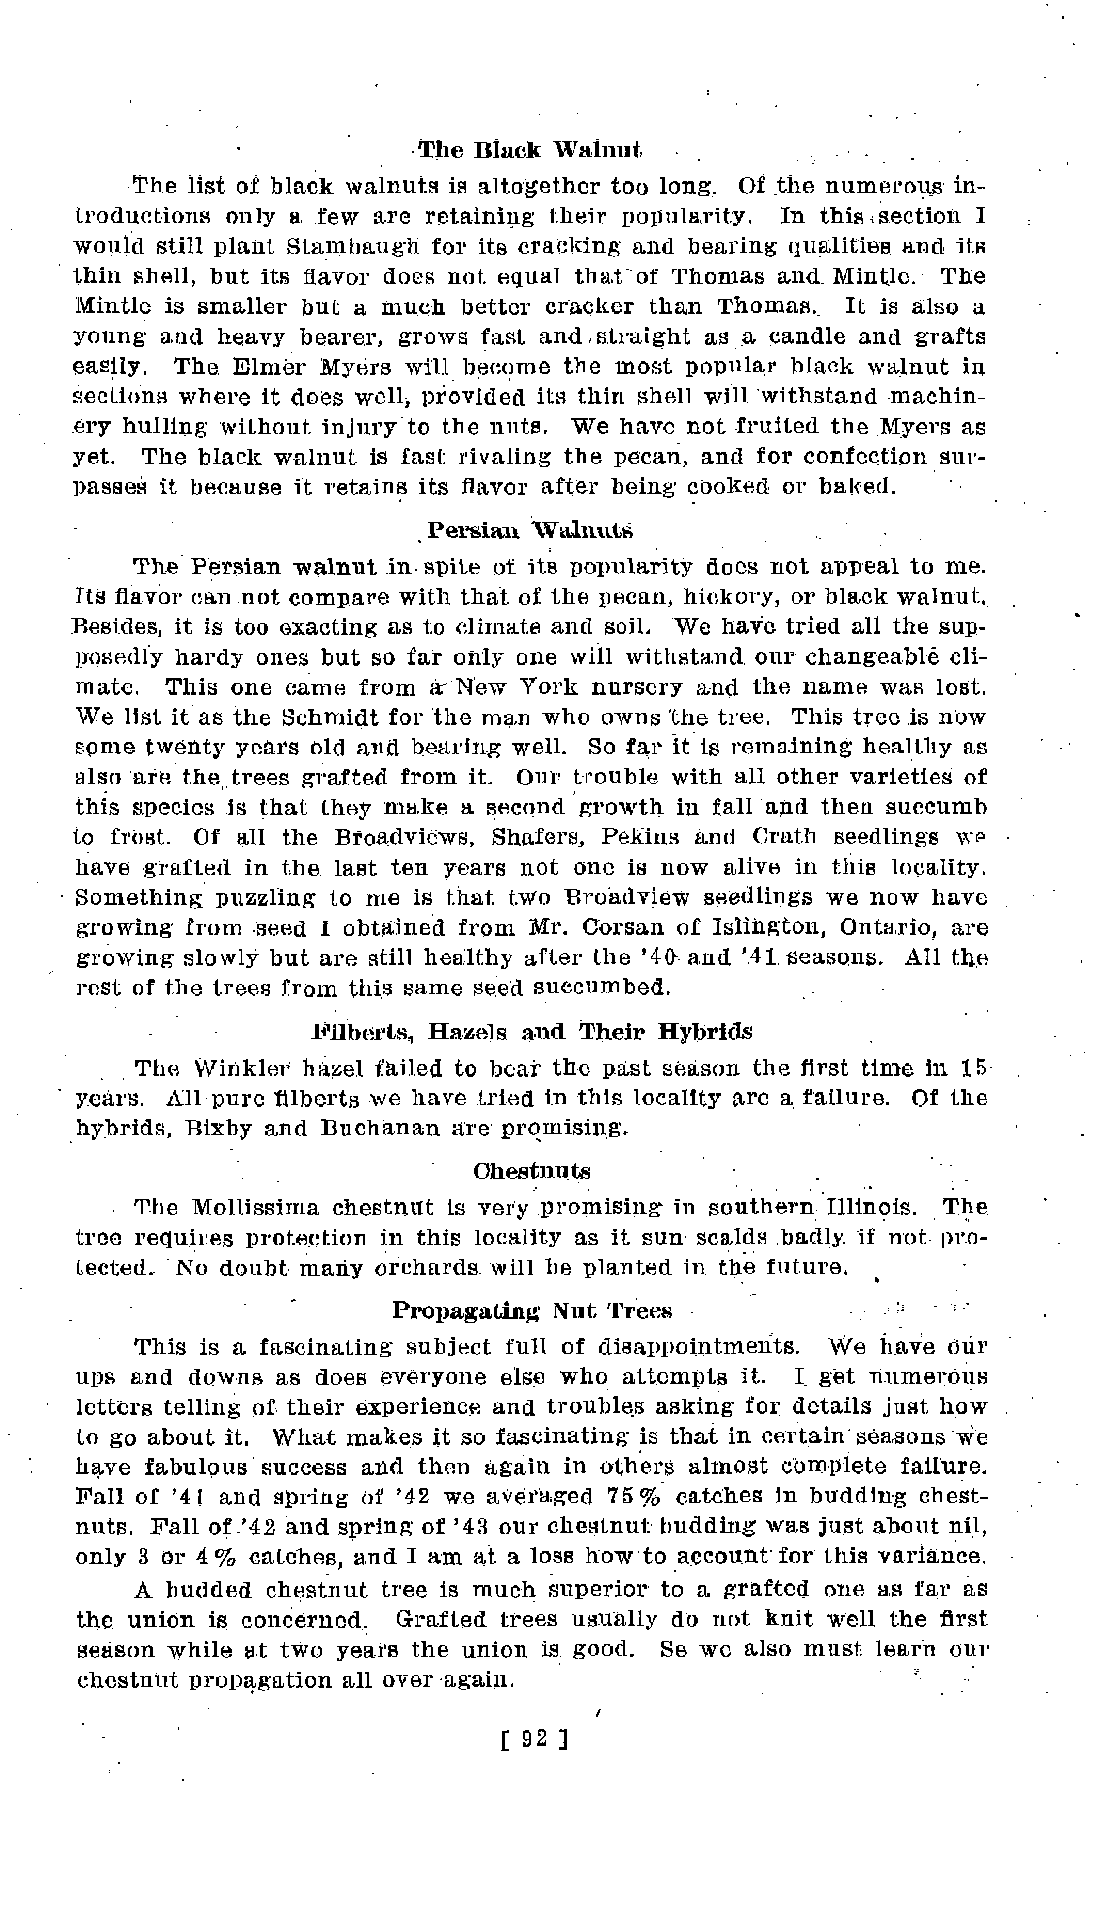 The Black Walnut
The list of black walnuts is altogether too long. Of the numerous in-
troductions only a few are retaining their popularity. In this section I
would still plant Stambaugh for its cracking and bearing qualities and its
thin shell, but its flavor does not equal that of Thomas and Mintle. The
Mintle is smaller but a much better cracker than Thomas. It is also a
young and heavy bearer, grows fast and straight as a candle and grafts
easily. The Elmer Myers will become the most popular black walnut in
sections where it does well, provided its thin shell will withstand machin-
ery hulling without injury to the nuts. We have not fruited the Myers as
yet. The black walnut is fast rivaling the pecan, and for confection sur-
passes it because it retains its flavor after being cooked or baked.
Persian Walnuts
The Persian walnut in spite of its popularity does not appeal to me.
Its flavor can not compare with that of the pecan, hickory, or black walnut.
Besides, it is too exacting as to climate and soil. We have tried all the sup-
posedly hardy ones but so far only one will withstand our changeable cli-
mate. This one came from a New York nursery and the name was lost.
We list it as the Schmidt for the man who owns the tree. This tree is now
some twenty years old and bearing well. So far it is remaining healthy as
also are the trees grafted from it. Our trouble with all other varieties of
this species is that they make a second growth in fall and then succumb
to frost. Of all the Broadviews, Shafers, Pekins and Crath seedlings we
have grafted in the last ten years not one is now alive in this locality.
Something puzzling to me is that two Broadview seedlings we now have
growing from seed I obtained from Mr. Corsan of Islington, Ontario, are
growing slowly but are still healthy after the '40 and '41 seasons. All the
rest of the trees from this same seed succumbed.
Filberts, Hazels and Their Hybrids
The Winkler hazel failed to bear the past season the first time in 15
years. All pure filberts we have tried in this locality are a failure. Of the
hybrids, Bixby and Buchanan are promising.
Chestnuts
The Mollissima chestnut is very promising in southern Illinois. The
tree requires protection in this locality as it sun scalds badly if not pro-
tected. No doubt many orchards will be planted in the future.
Propagating Nut Trees
This is a fascinating subject full of disappointments. We have our
ups and downs as does everyone else who attempts it. I get numerous
letters telling of their experience and troubles asking for details just how
to go about it. What makes it so fascinating is that in certain seasons we
have fabulous success and then again in others almost complete failure.
Fall of '41 and spring of '42 we averaged 75% catches in budding chest-
nuts. Fall of '42 and spring of '43 our chestnut budding was just about nil,
only 3 or 4% catches, and I am at a loss how to account for this variance.
A budded chestnut tree is much superior to a grafted one as far as
the union is concerned. Grafted trees usually do not knit well the first
season while at two years the union is good. Se we also must learn our
chestnut propagation all over again.
[ 92 ]